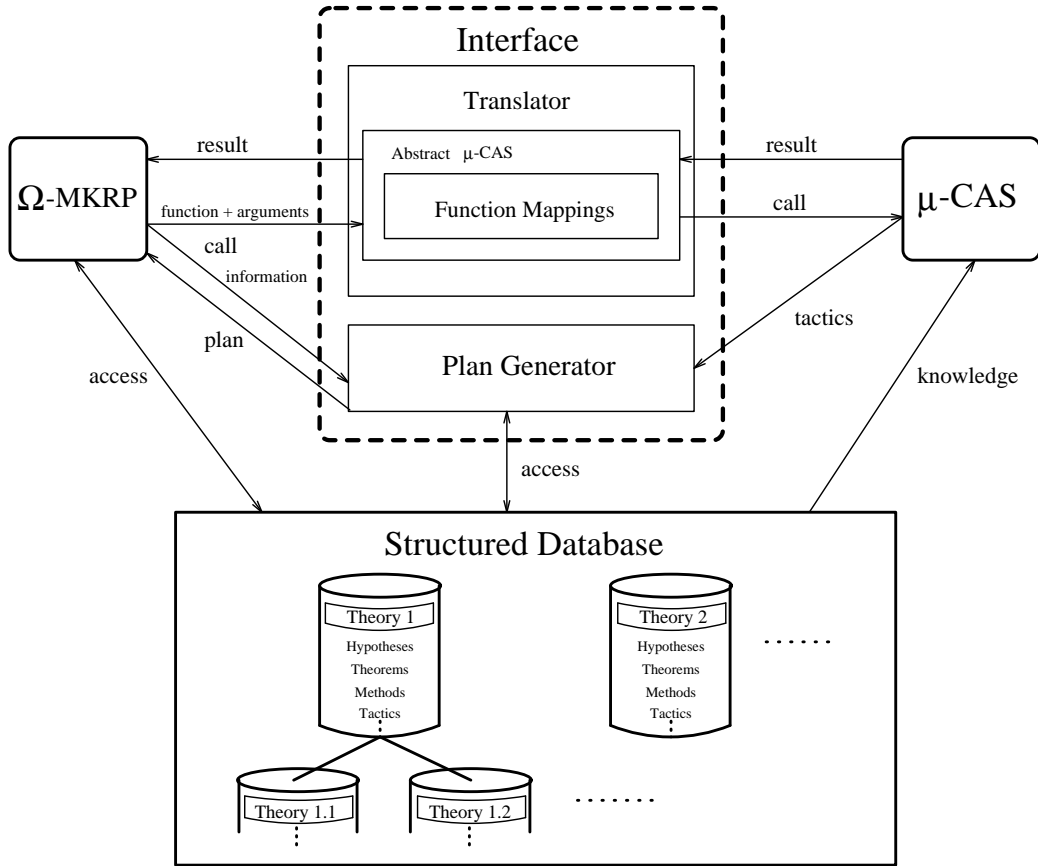 Interface
Translator
result
Abstract μ-CAS
result
Ω-MKRP
function + arguments
Function Mappings
call
μ-CAS
call
information
plan
tactics
Plan Generator
access
knowledge
access
Structured Database
Theory 1
Theory 2
Hypotheses
Hypotheses
Theorems
Theorems
Methods
Methods
Tactics
Tactics
Theory 1.1
Theory 1.2